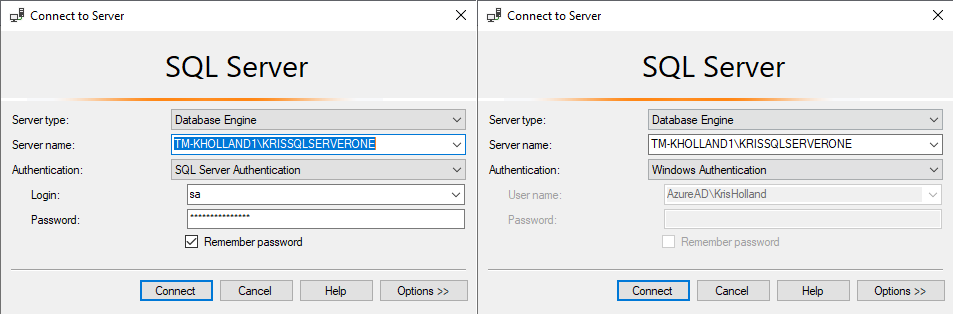 Connect to Server
SQL Server
Server type: Database Engine
Server name: TM-KHOLLAND1\KRISSQLSERVERONE
Authentication: SQL Server Authentication
Login: sa
Password: ***************
Remember password
Connect Cancel Help Options >>
Connect to Server
SQL Server
Server type: Database Engine
Server name: TM-KHOLLAND1\KRISSQLSERVERONE
Authentication: Windows Authentication
User name: AzureAD\KrisHolland
Password:
Remember password
Connect Cancel Help Options >>